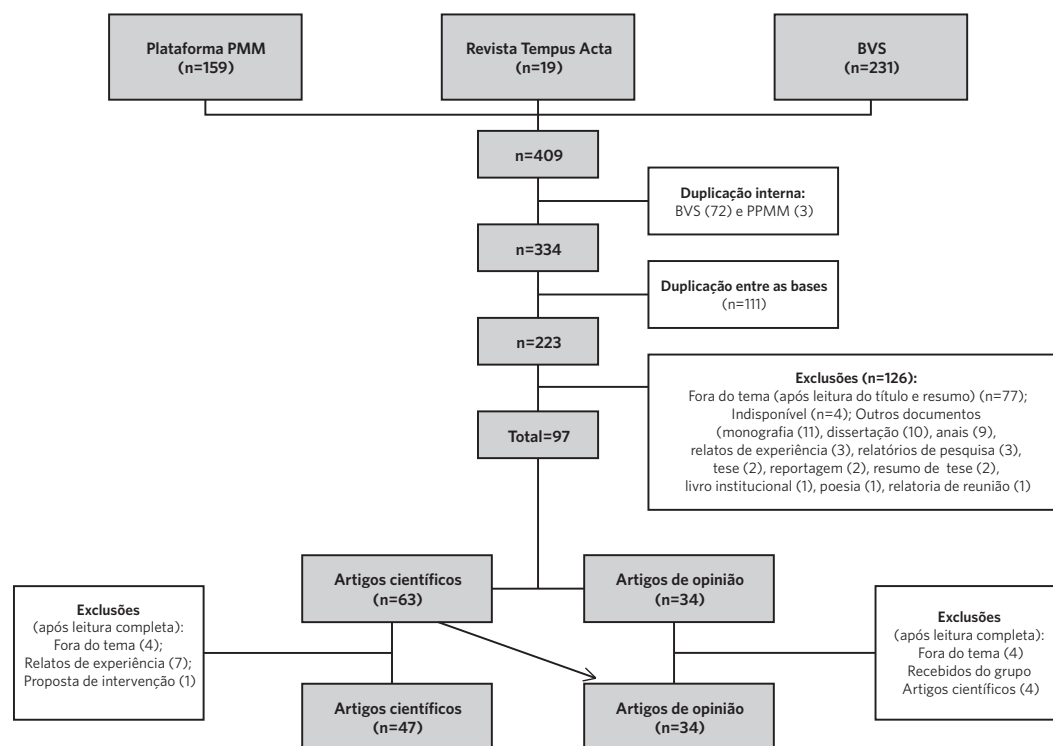 Plataforma PMM
(n=159)
Revista Tempus Acta
(n=19)
BVS
(n=231)
n=409
Duplicação interna:
BVS (72) e PPMM (3)
n=334
Duplicação entre as bases
(n=111)
n=223
Exclusões (n=126):
Fora do tema (após leitura do título e resumo) (n=77);
Indisponível (n=4); Outros documentos
(monografia (11), dissertação (10), anais (9),
relatos de experiência (3), relatórios de pesquisa (3),
tese (2), reportagem (2), resumo de tese (2),
livro institucional (1), poesia (1), relatoria de reunião (1)
Total=97
Artigos científicos
(n=63)
Artigos de opinião
(n=34)
Exclusões
(após leitura completa):
Fora do tema (4);
Relatos de experiência (7);
Proposta de intervenção (1)
Exclusões
(após leitura completa):
Fora do tema (4)
Recebidos do grupo
Artigos científicos (4)
Artigos científicos
(n=47)
Artigos de opinião
(n=34)